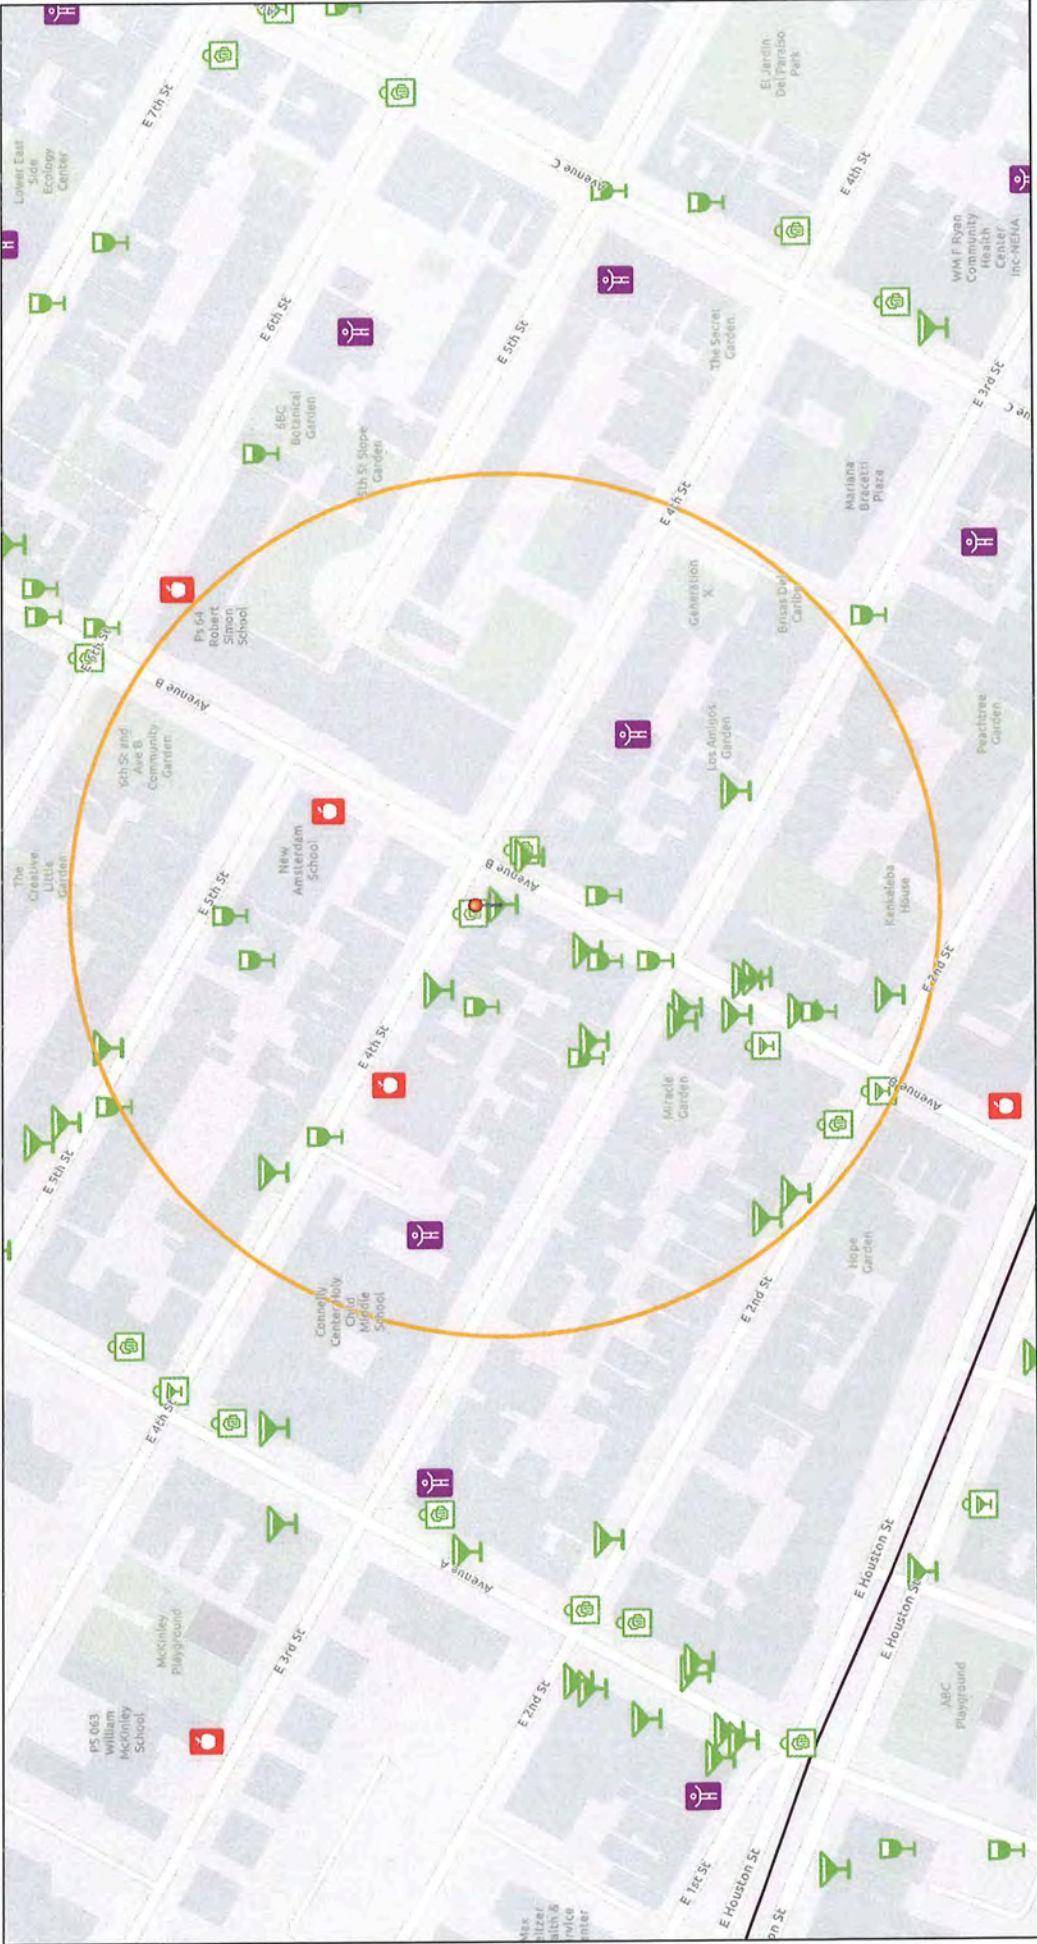 E 7th St
Lower East
Side
Ecology
Center
El Jardin
Del Paraiso
Park
Avenue C
E 4th St
WM F Ryan
Community
Health
Center
Inc-NENA
E 6th St
E 5th St
The Secret
Garden
E 3rd St
6BC
Botanical
Garden
5th St Slope
Garden
Mariana
Bracetti
Plaza
E 4th St
Generation
X
Brisas Del
Caribe
Ps 64
Robert
Simon
School
Avenue B
6th St and
Ave B
Community
Garden
Los Amigos
Garden
Peachtree
Garden
The
Creative
Little
Garden
New
Amsterdam
School
E 5th St
Avenue B
Kenkeleba
House
E 2nd St
E 4th St
Miracle
Garden
Avenue B
E 5th St
Hope
Garden
E 2nd St
Connelly
Center/Holy
Child
Middle
School
E 4th St
Avenue A
E Houston St
E Houston St
McKinley
Playground
E 3rd St
E 2nd St
ABC
Playground
PS 063
William
McKinley
School
E 1st St
E Houston St
on St